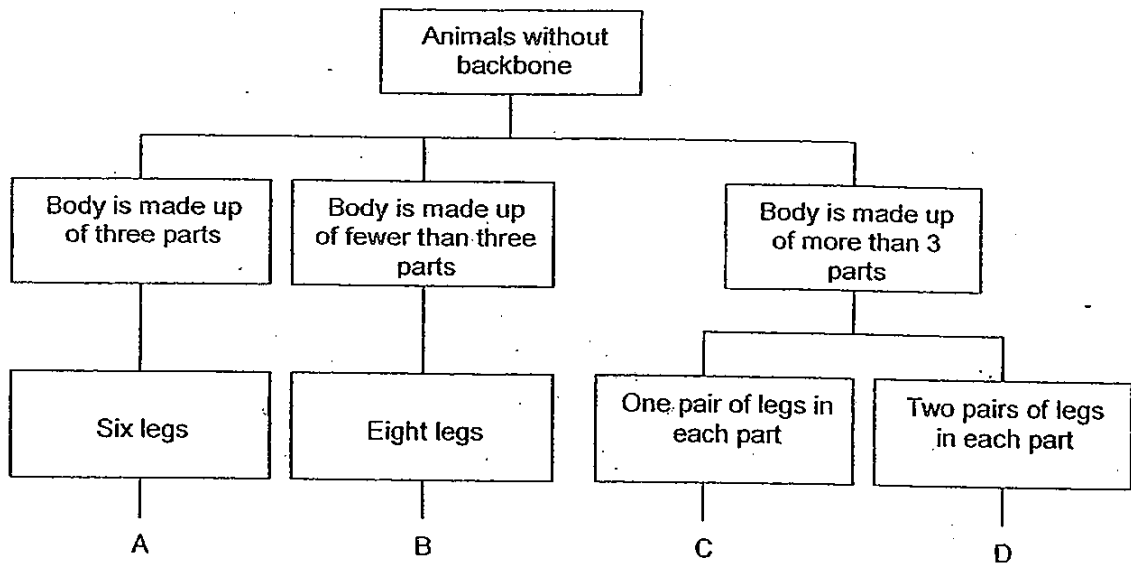 Animals without
backbone
Body is made up
of three parts
Body is made up
of fewer than three
parts
Body is made up
of more than 3
parts
Six legs
Eight legs
One pair of legs in
each part
Two pairs of legs
in each part
A
B
C
D